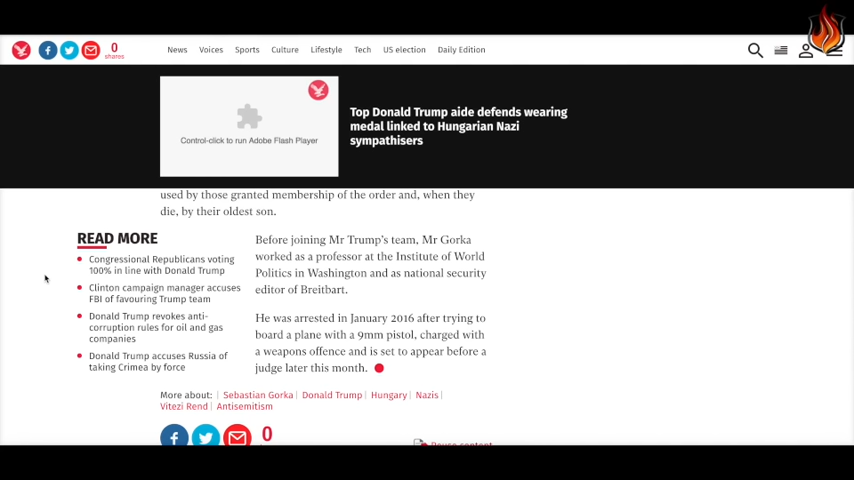 0
shares
News Voices Sports Culture Lifestyle Tech US election Daily Edition
Control-click to run Adobe Flash Player
Top Donald Trump aide defends wearing
medal linked to Hungarian Nazi
sympathisers
used by those granted membership of the order and, when they
die, by their oldest son.
READ MORE
Congressional Republicans voting
100% in line with Donald Trump
Clinton campaign manager accuses
FBI of favouring Trump team
Donald Trump revokes anti-
corruption rules for oil and gas
companies
Donald Trump accuses Russia of
taking Crimea by force
Before joining Mr Trump's team, Mr Gorka
worked as a professor at the Institute of World
Politics in Washington and as national security
editor of Breitbart.
He was arrested in January 2016 after trying to
board a plane with a 9mm pistol, charged with
a weapons offence and is set to appear before a
judge later this month.
More about: | Sebastian Gorka | Donald Trump | Hungary | Nazis |
Vitezi Rend | Antisemitism
0